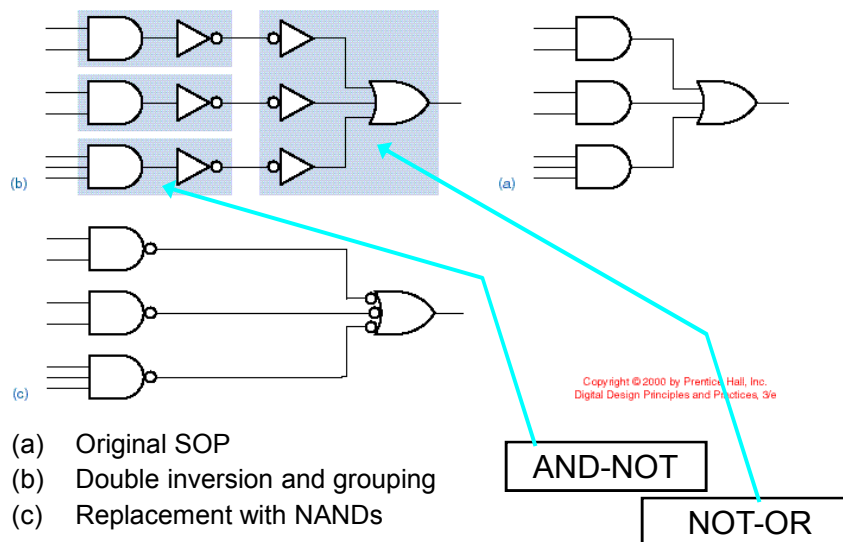 (b)
(a)
(c)
Copyright © 2000 by Prentice Hall, Inc.
Digital Design Principles and Practices, 3/e
(a) Original SOP
(b) Double inversion and grouping
(c) Replacement with NANDs
AND-NOT
NOT-OR